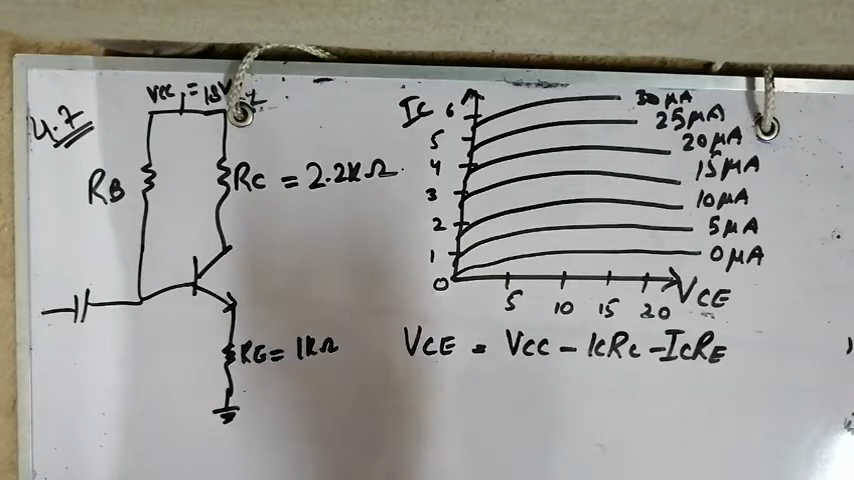 4.7
VCC = 18V
RB
RC = 2.2KΩ
RE = 1KΩ
IC
6
5
4
3
2
1
0
5 10 15 20
VCE
30 μA
25 μA
20 μA
15 μA
10 μA
5 μA
0 μA
VCE = VCC - ICRC - ICRE